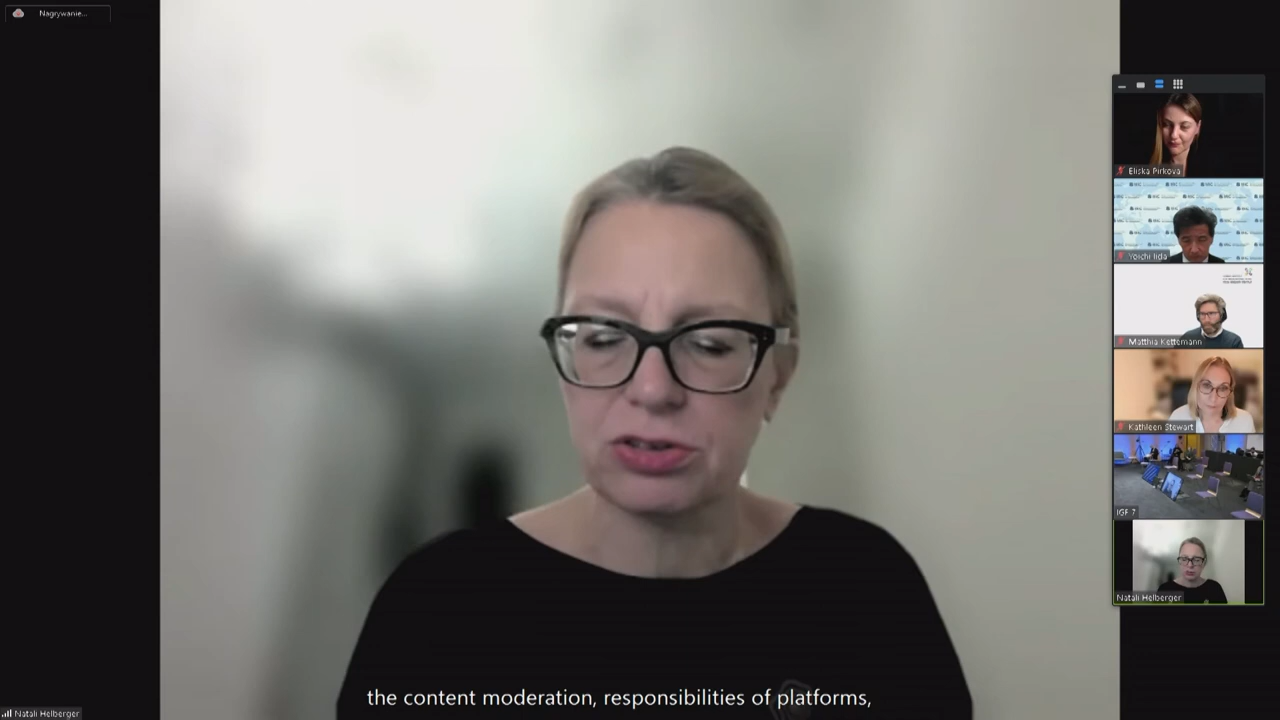 Nagrywanie...
Eliska Pirkova
Yoichi Iida
Matthia Kettemann
Kathleen Stewart
IGF 7
Natali Helberger
the content moderation, responsibilities of platforms,
Natali Helberger